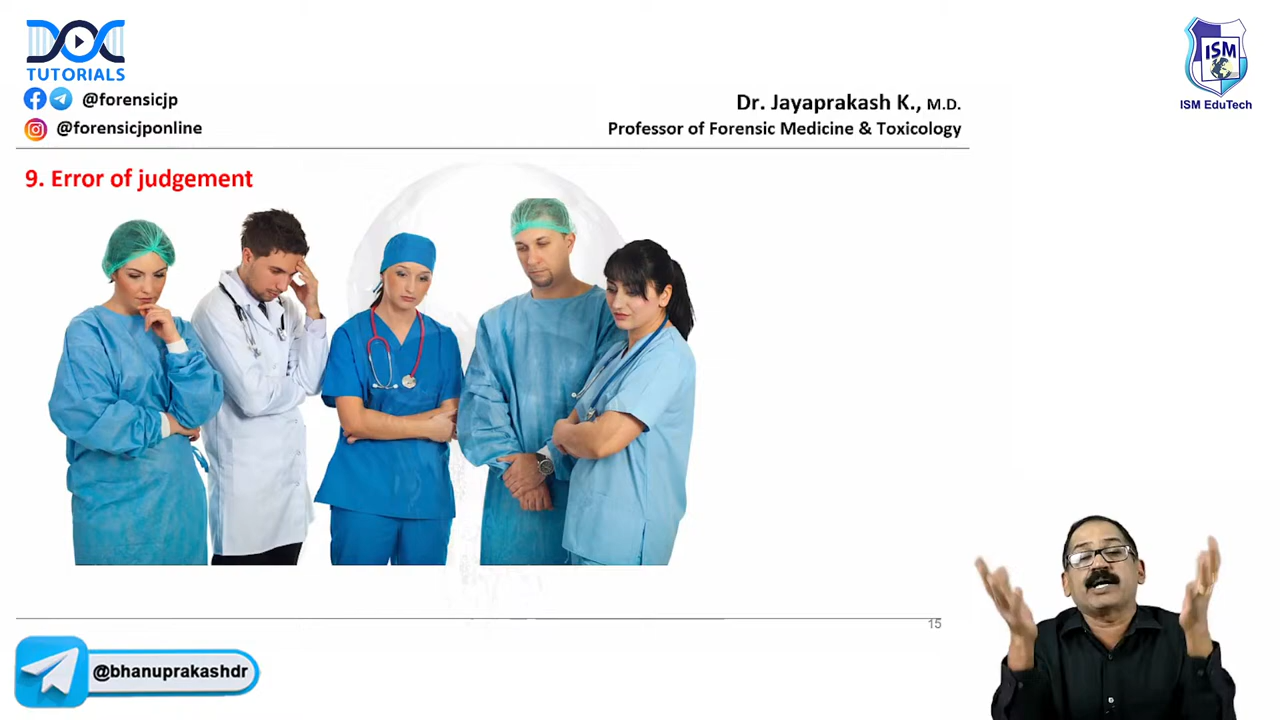 DOC
TUTORIALS
@forensicjp
@forensicjponline
Dr. Jayaprakash K., M.D.
Professor of Forensic Medicine & Toxicology
ISM
ISM EduTech
9. Error of judgement
15
@bhanuprakashdr